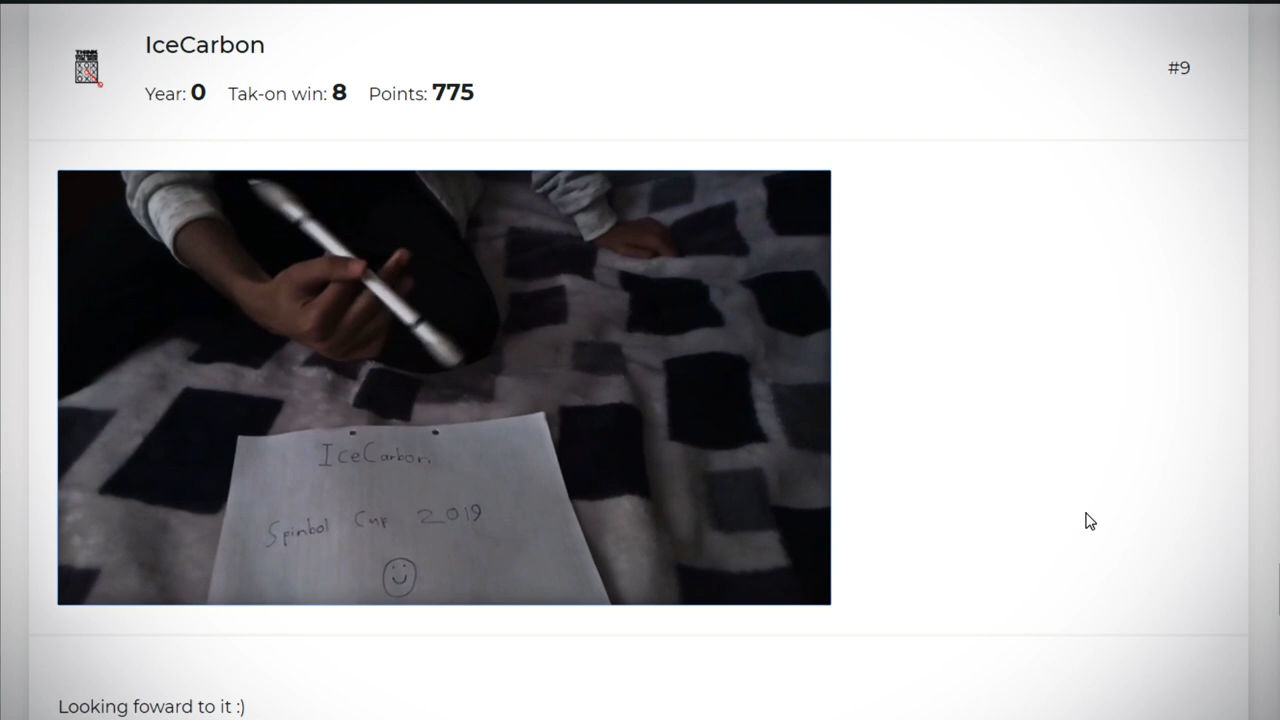 IceCarbon
#9
Year: 0 Tak-on win: 8 Points: 775
IceCarbon
Spinbol Cup 2019
Looking foward to it :)